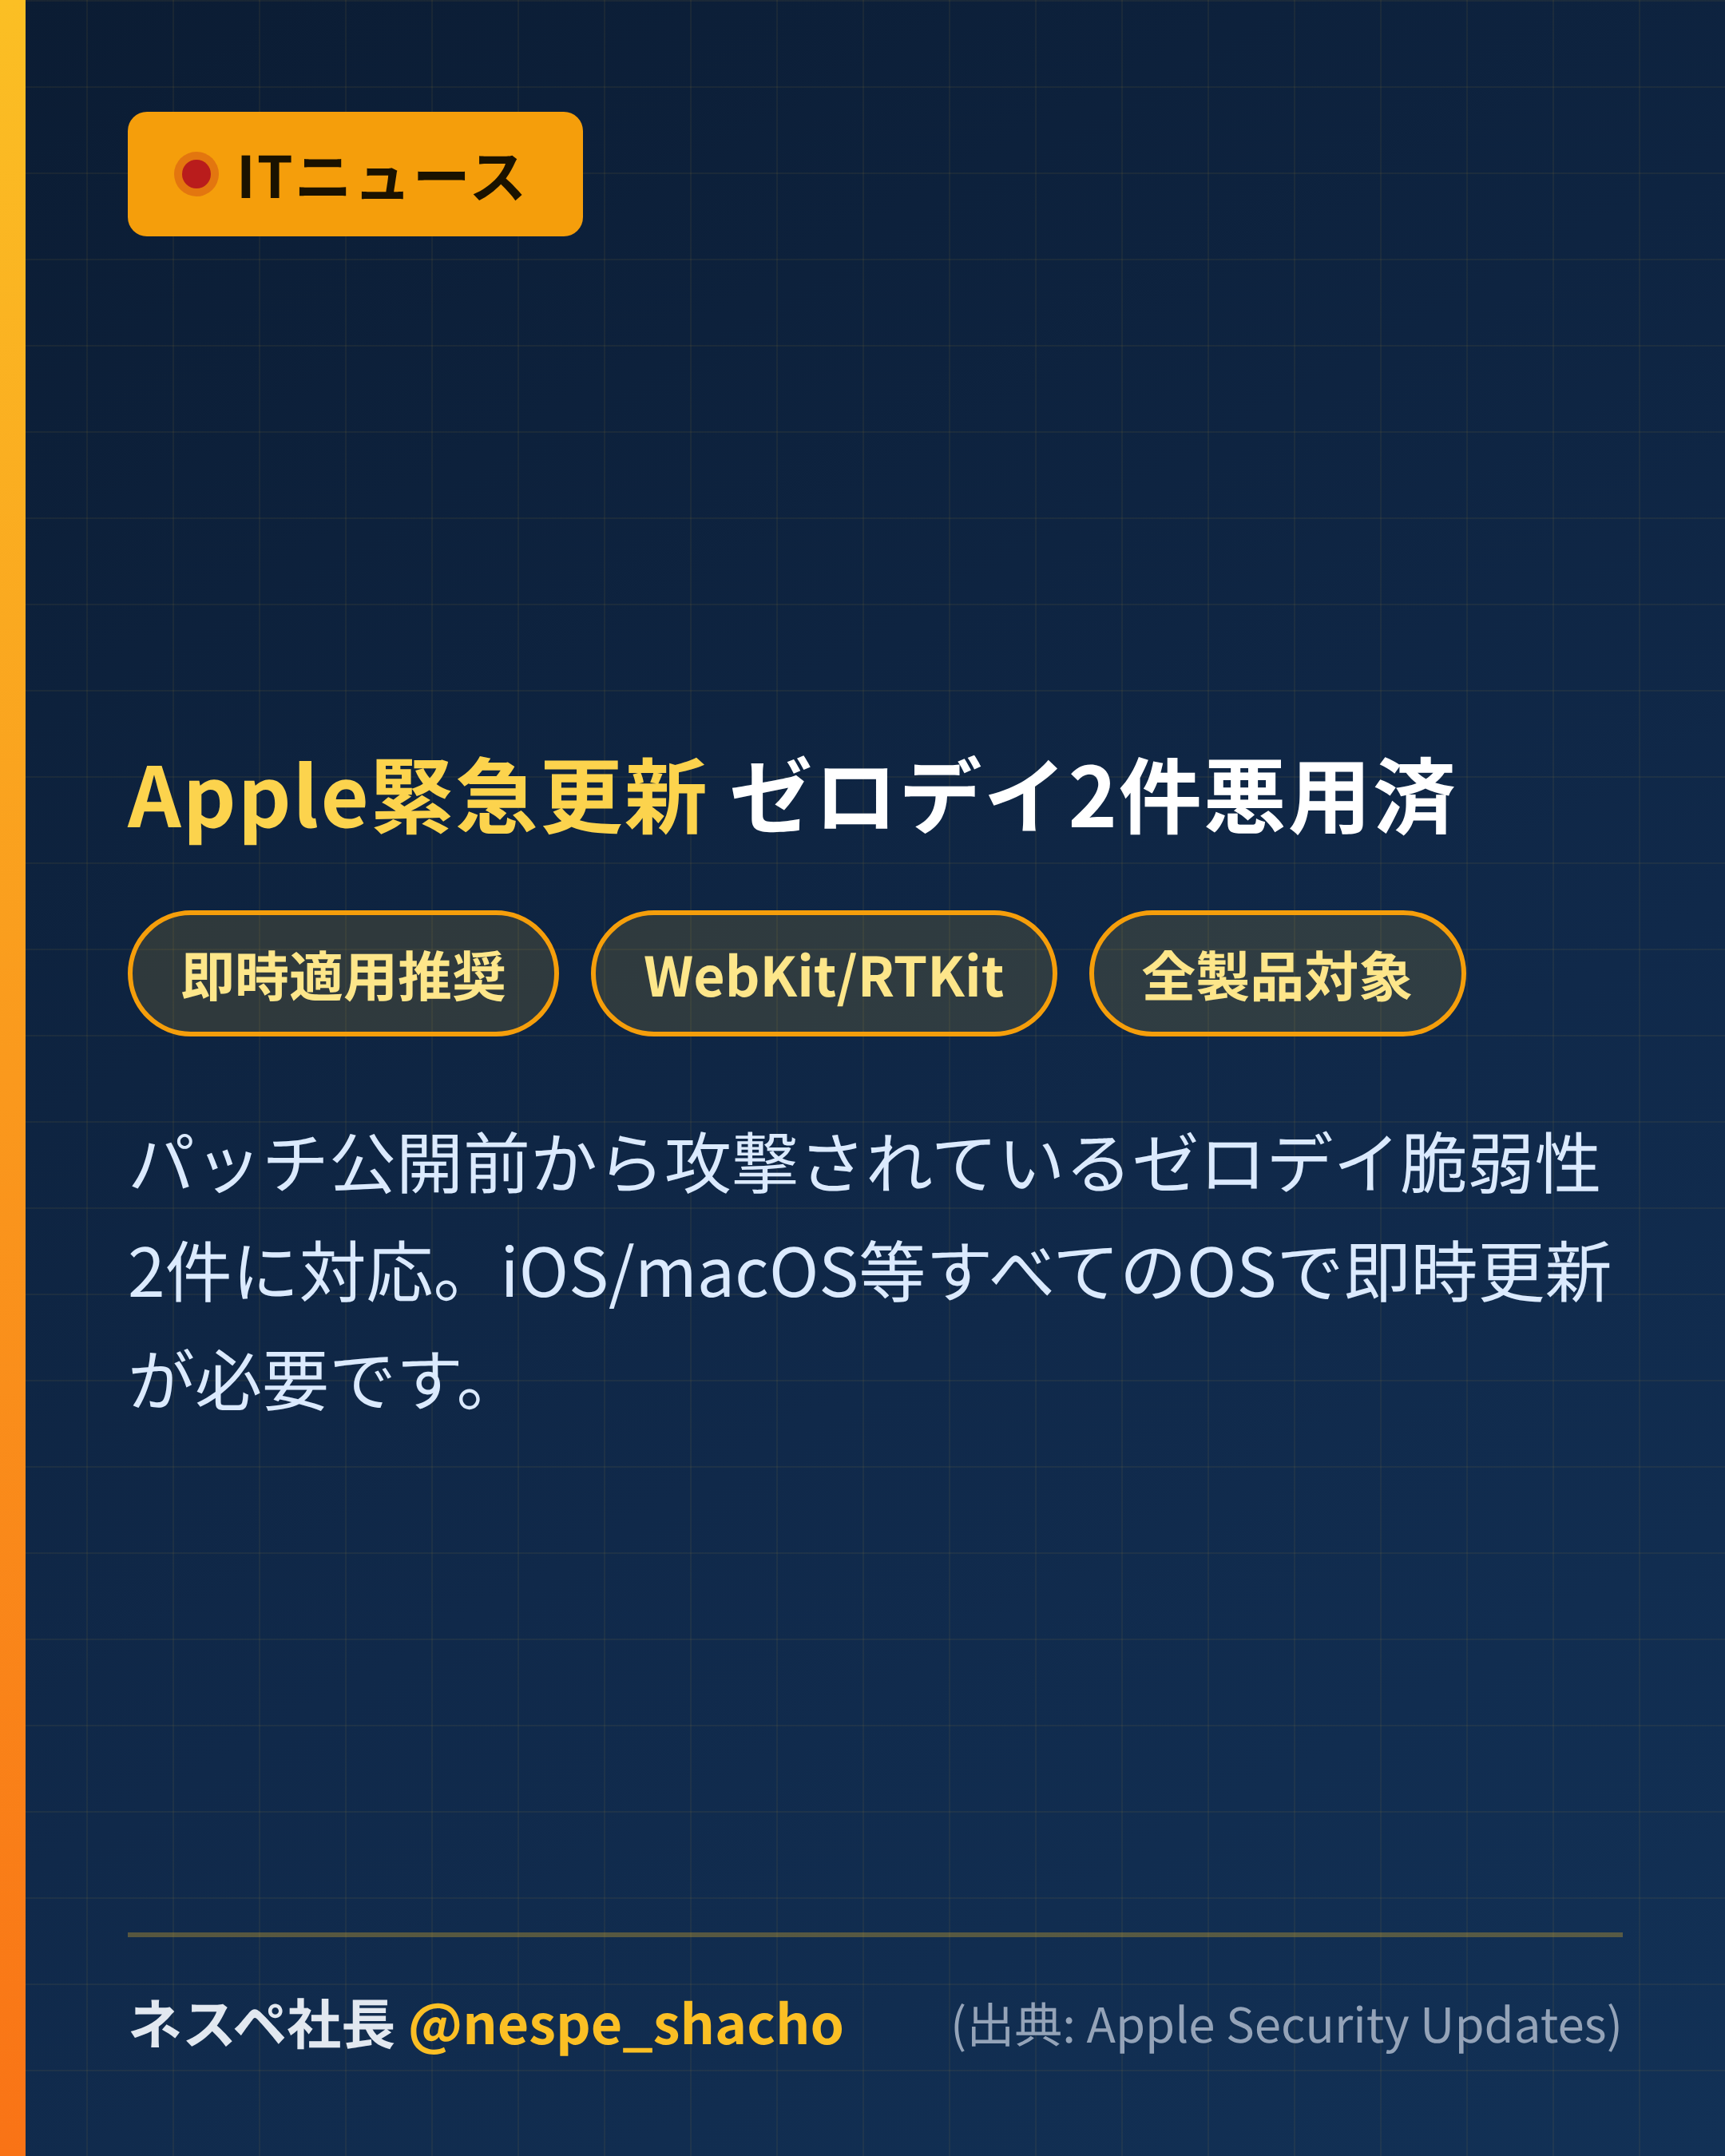 ITニュース
Apple緊急更新 ゼロデイ2件悪用済
即時適用推奨 WebKit/RTKit 全製品対象
パッチ公開前から攻撃されているゼロデイ脆弱性
2件に対応。iOS/macOS等すべてのOSで即時更新
が必要です。
ネスペ社長 @nespe_shacho (出典: Apple Security Updates)